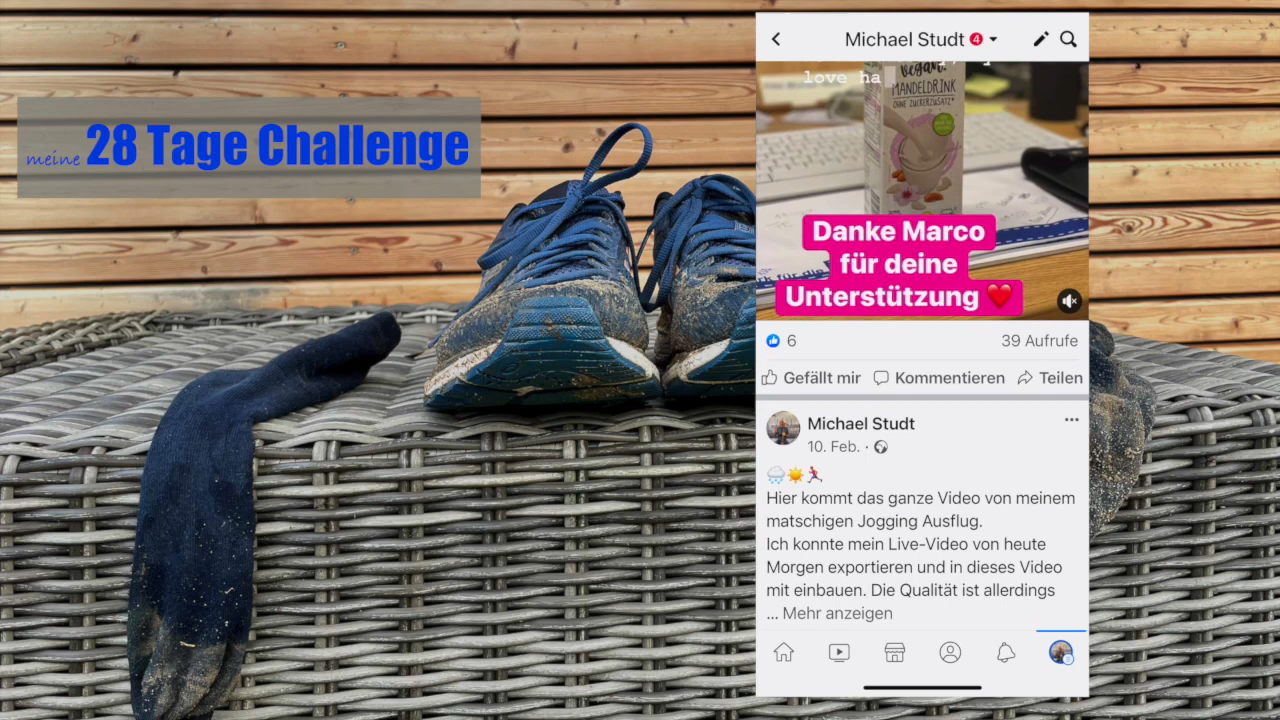 meine 28 Tage Challenge
Michael Studt 4
love ha
vegan!
MANDELDRINK
OHNE ZUCKERZUSATZ*
Danke Marco
für deine
Unterstützung ❤️
6 39 Aufrufe
Gefällt mir Kommentieren Teilen
Michael Studt
10. Feb. ·
🌧️☀️🏃‍♀️
Hier kommt das ganze Video von meinem
matschigen Jogging Ausflug.
Ich konnte mein Live-Video von heute
Morgen exportieren und in dieses Video
mit einbauen. Die Qualität ist allerdings
... Mehr anzeigen